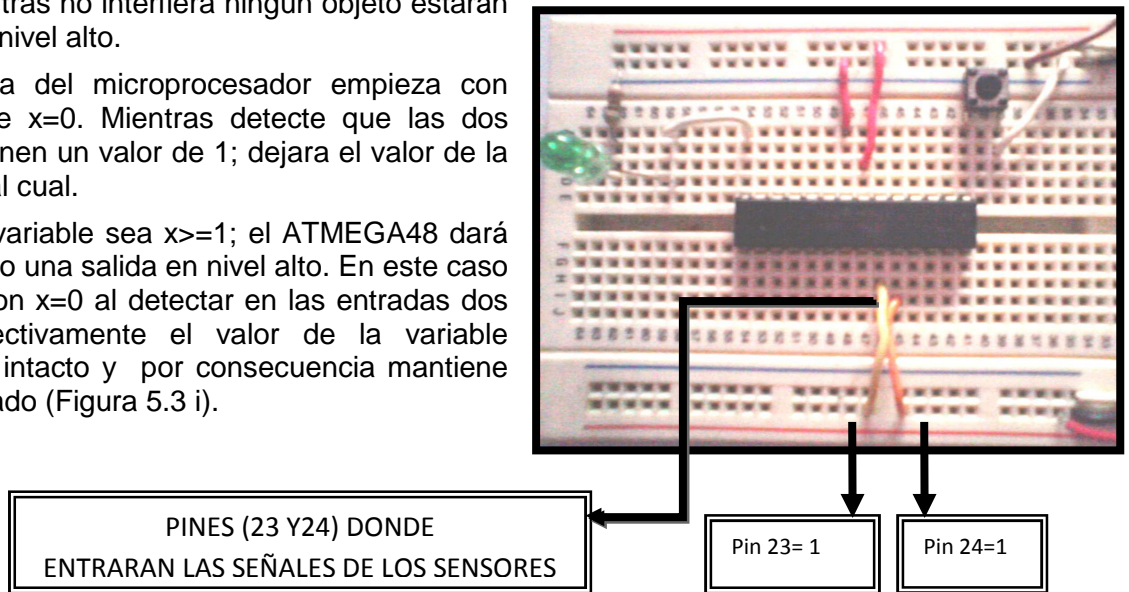 tras no interfiera ningún objeto estarán
nivel alto.
a del microprocesador empieza con
e x=0. Mientras detecte que las dos
nen un valor de 1; dejara el valor de la
al cual.
variable sea x>=1; el ATMEGA48 dará
o una salida en nivel alto. En este caso
on x=0 al detectar en las entradas dos
ectivamente el valor de la variable
intacto y por consecuencia mantiene
ado (Figura 5.3 i).
PINES (23 Y24) DONDE
ENTRARAN LAS SEÑALES DE LOS SENSORES
Pin 23= 1
Pin 24=1